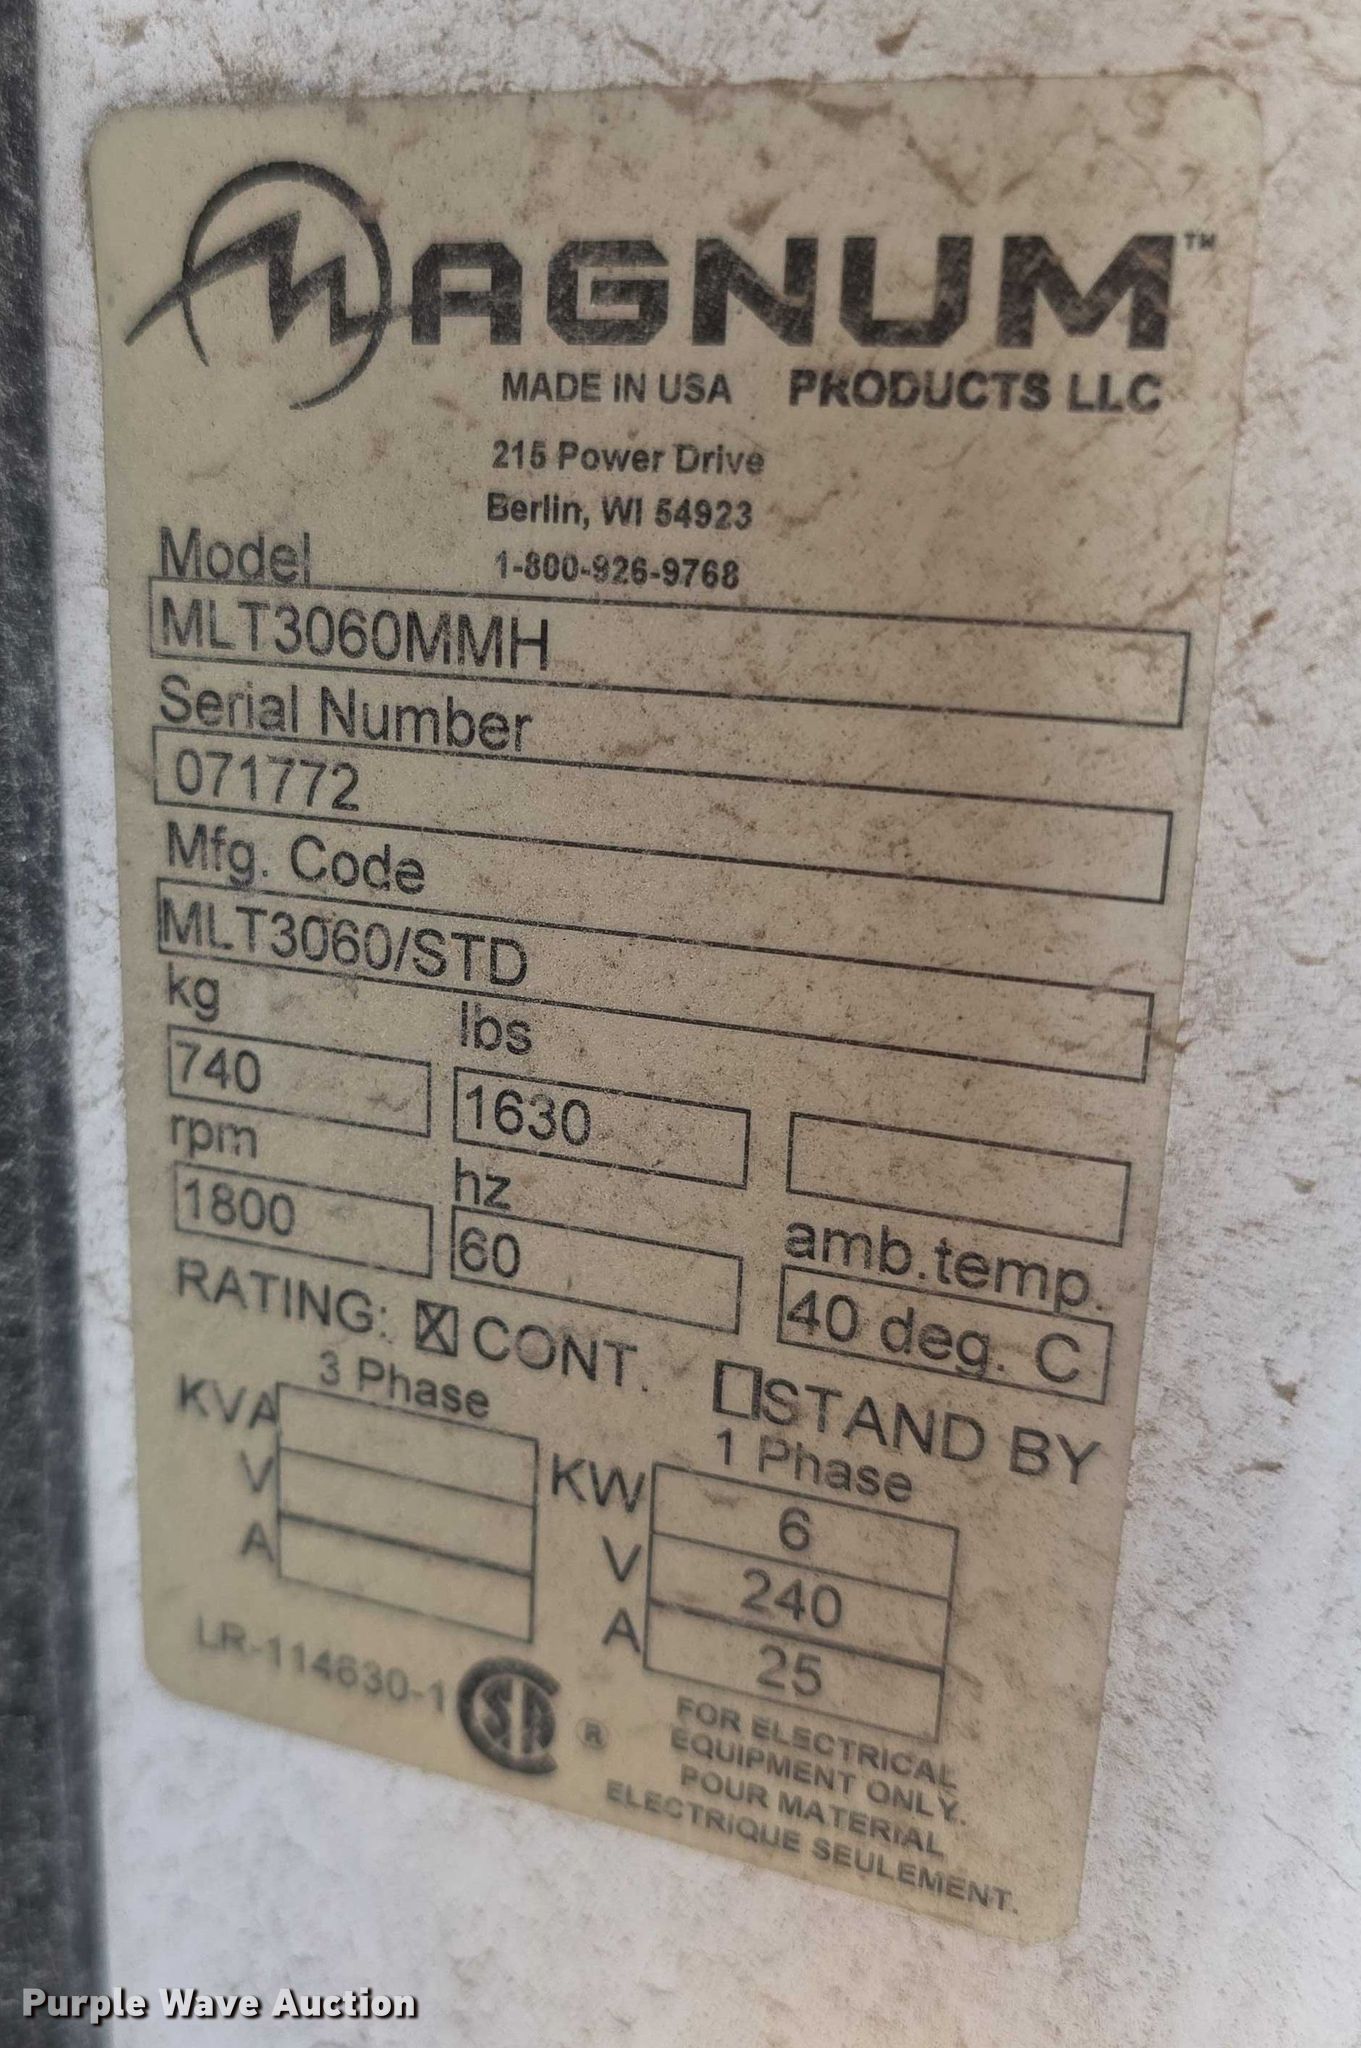 MAGNUM™
MADE IN USA PRODUCTS LLC
215 Power Drive
Berlin, WI 54923
1-800-926-9768
Model
MLT3060MMH
Serial Number
071772
Mfg. Code
MLT3060/STD
kg lbs
740 1630
rpm hz amb.temp.
1800 60 40 deg. C
RATING: X CONT. STAND BY
3 Phase 1 Phase
KVA KW 6
V V 240
A A 25
LR-114630-1 CSA ®
FOR ELECTRICAL
EQUIPMENT ONLY.
POUR MATERIAL
ELECTRIQUE SEULEMENT.
Purple Wave Auction